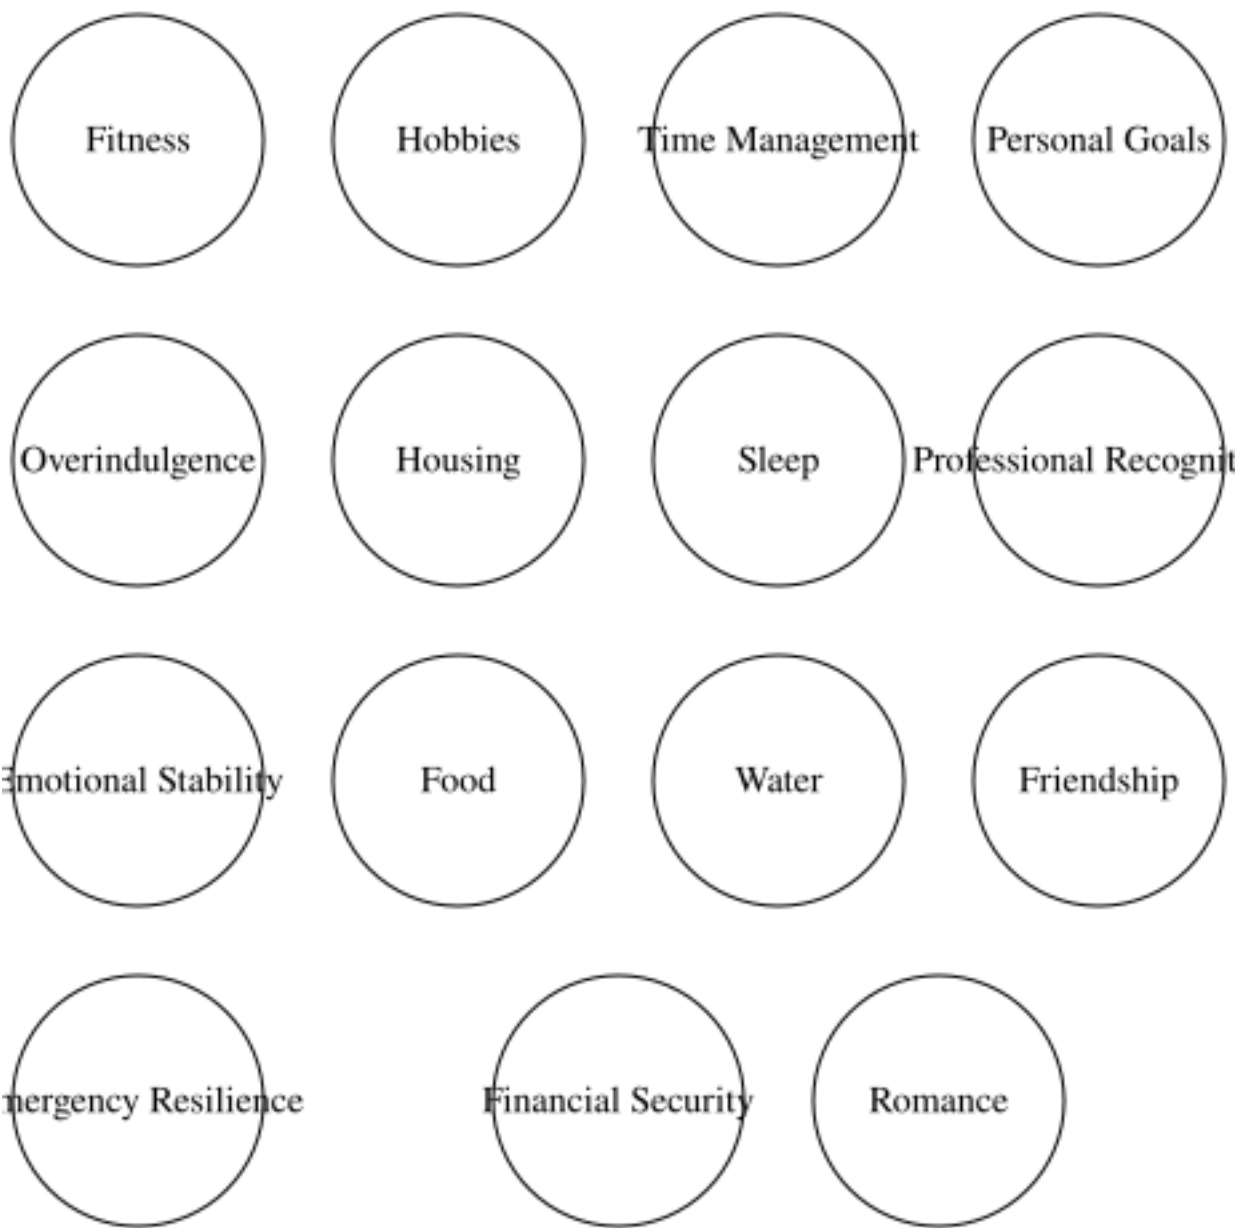 Fitness
Hobbies
Time Management
Personal Goals
Overindulgence
Housing
Sleep
Professional Recognit
Emotional Stability
Food
Water
Friendship
mergency Resilience
Financial Security
Romance